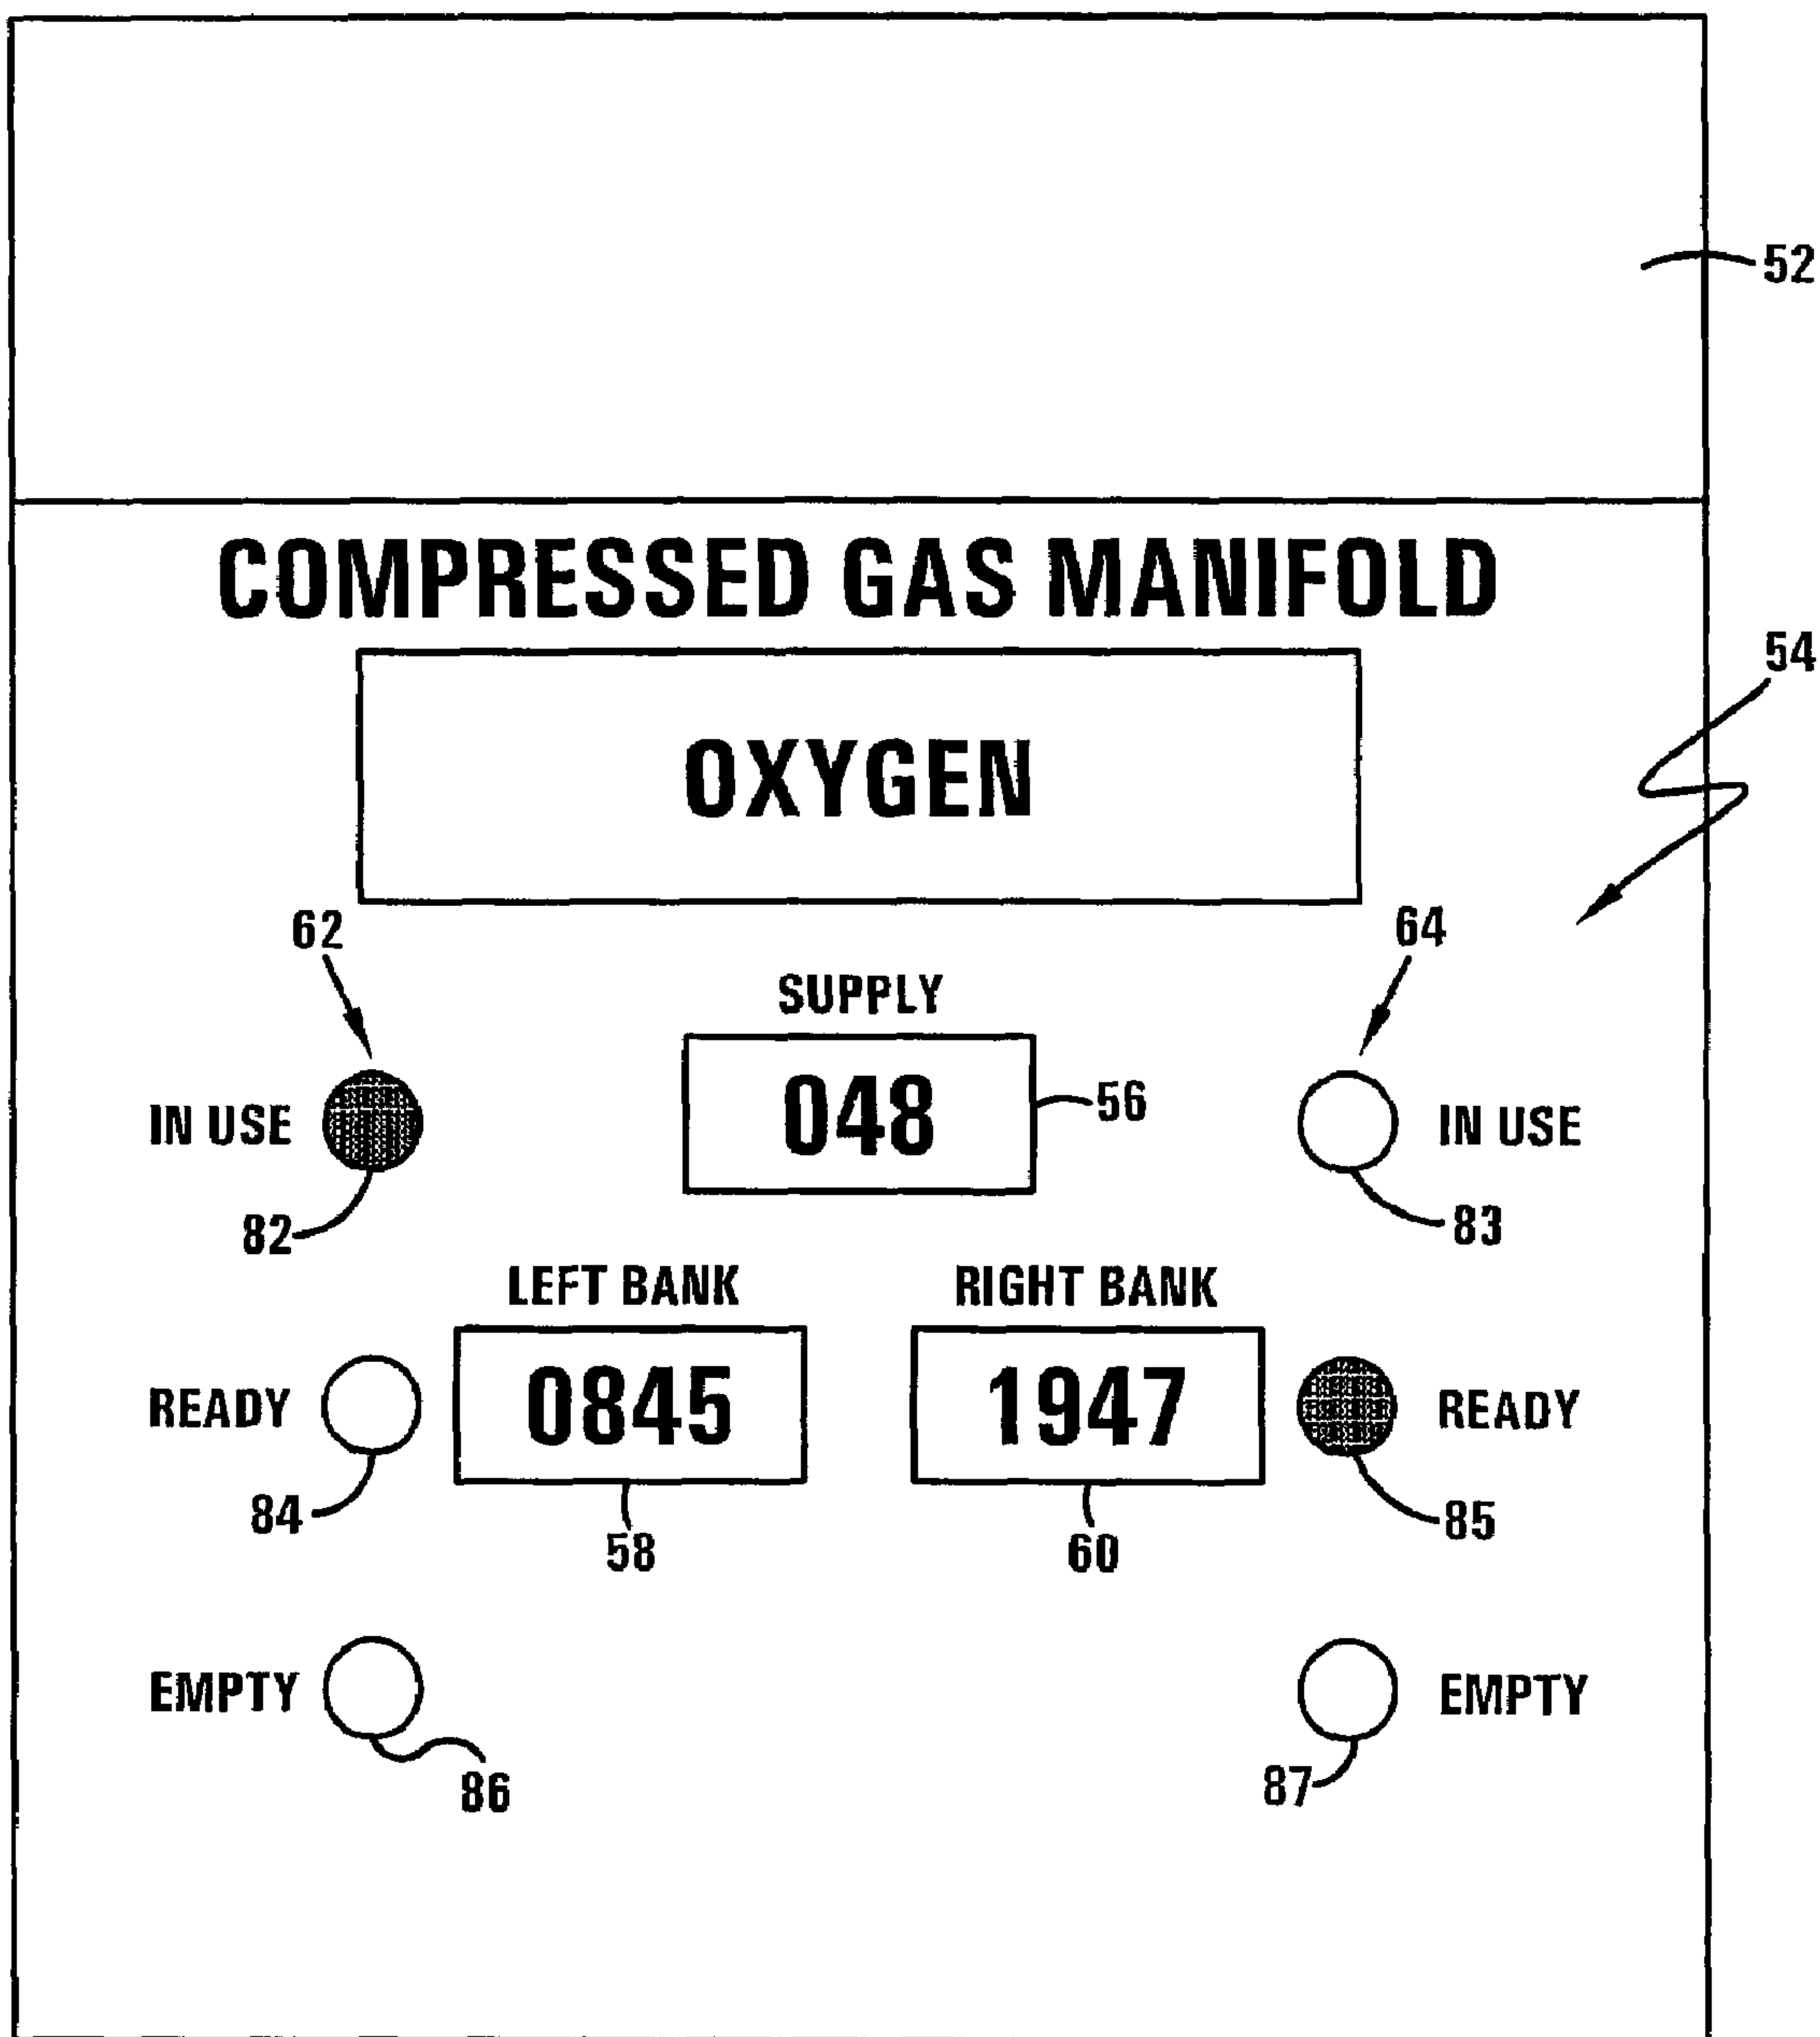 52
COMPRESSED GAS MANIFOLD
54
OXYGEN
62
64
SUPPLY
IN USE
048
56
IN USE
82
83
LEFT BANK
RIGHT BANK
READY
0845
1947
READY
84
58
60
85
EMPTY
EMPTY
86
87